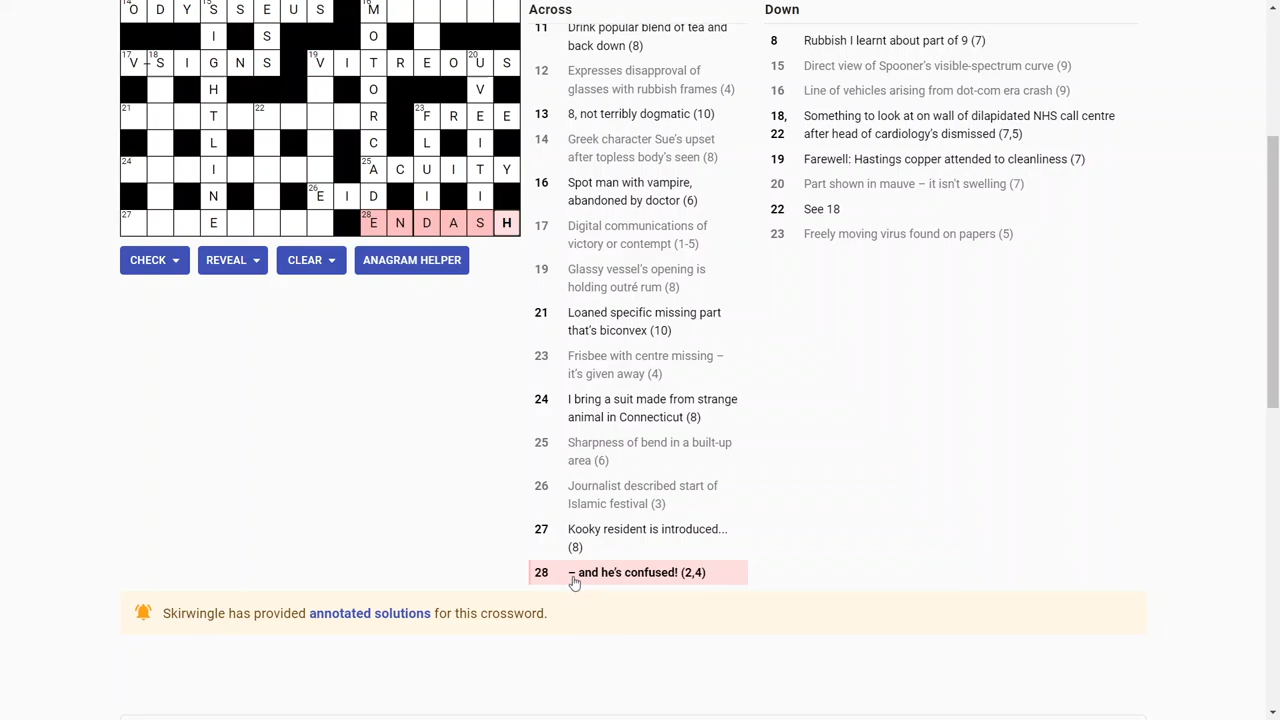 O D Y S S E U S M
I S O
V - S I G N S V I T R E O U S
H O V
T R F R E E
L C L I
I A C U I T Y
N E I D I I
E E N D A S H
CHECK REVEAL CLEAR ANAGRAM HELPER
Across
11 Drink popular blend of tea and
back down (8)
12 Expresses disapproval of
glasses with rubbish frames (4)
13 8, not terribly dogmatic (10)
14 Greek character Sue's upset
after topless body's seen (8)
16 Spot man with vampire,
abandoned by doctor (6)
17 Digital communications of
victory or contempt (1-5)
19 Glassy vessel's opening is
holding outré rum (8)
21 Loaned specific missing part
that's biconvex (10)
23 Frisbee with centre missing –
it's given away (4)
24 I bring a suit made from strange
animal in Connecticut (8)
25 Sharpness of bend in a built-up
area (6)
26 Journalist described start of
Islamic festival (3)
27 Kooky resident is introduced...
(8)
28 – and he's confused! (2,4)
Down
8 Rubbish I learnt about part of 9 (7)
15 Direct view of Spooner's visible-spectrum curve (9)
16 Line of vehicles arising from dot-com era crash (9)
18, Something to look at on wall of dilapidated NHS call centre
22 after head of cardiology's dismissed (7,5)
19 Farewell: Hastings copper attended to cleanliness (7)
20 Part shown in mauve – it isn't swelling (7)
22 See 18
23 Freely moving virus found on papers (5)
Skirwingle has provided annotated solutions for this crossword.